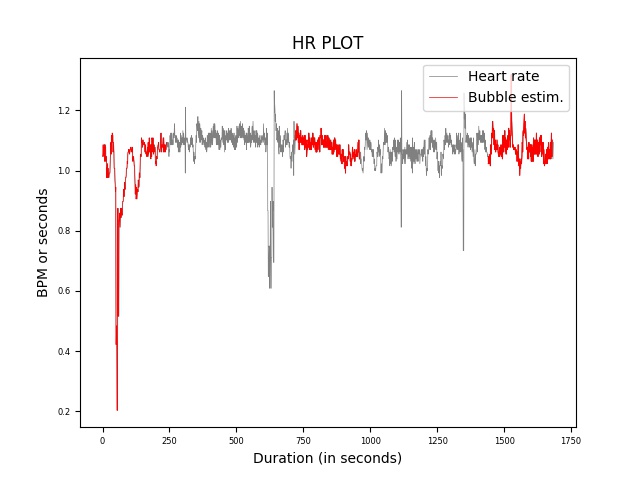 HR PLOT
Heart rate
Bubble estim.
BPM or seconds
1.2
1.0
0.8
0.6
0.4
0.2
0 250 500 750 1000 1250 1500 1750
Duration (in seconds)